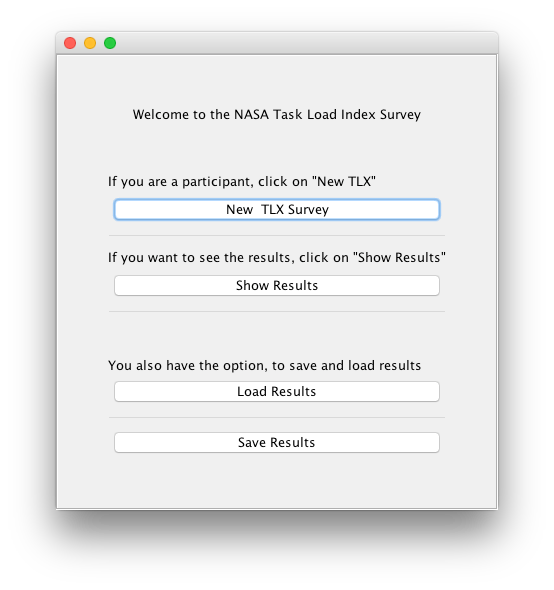 Welcome to the NASA Task Load Index Survey
If you are a participant, click on "New TLX"
New  TLX Survey
If you want to see the results, click on "Show Results"
Show Results
You also have the option, to save and load results
Load Results
Save Results